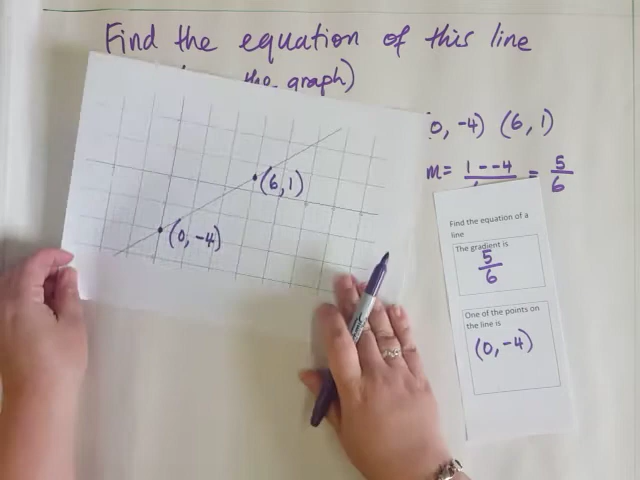 Find the equation of this line
the graph)
(0, -4) (6, 1)
m = 1 - -4 = 5/6
(6, 1)
(0, -4)
Find the equation of a
line
The gradient is
5/6
One of the points on
the line is
(0, -4)